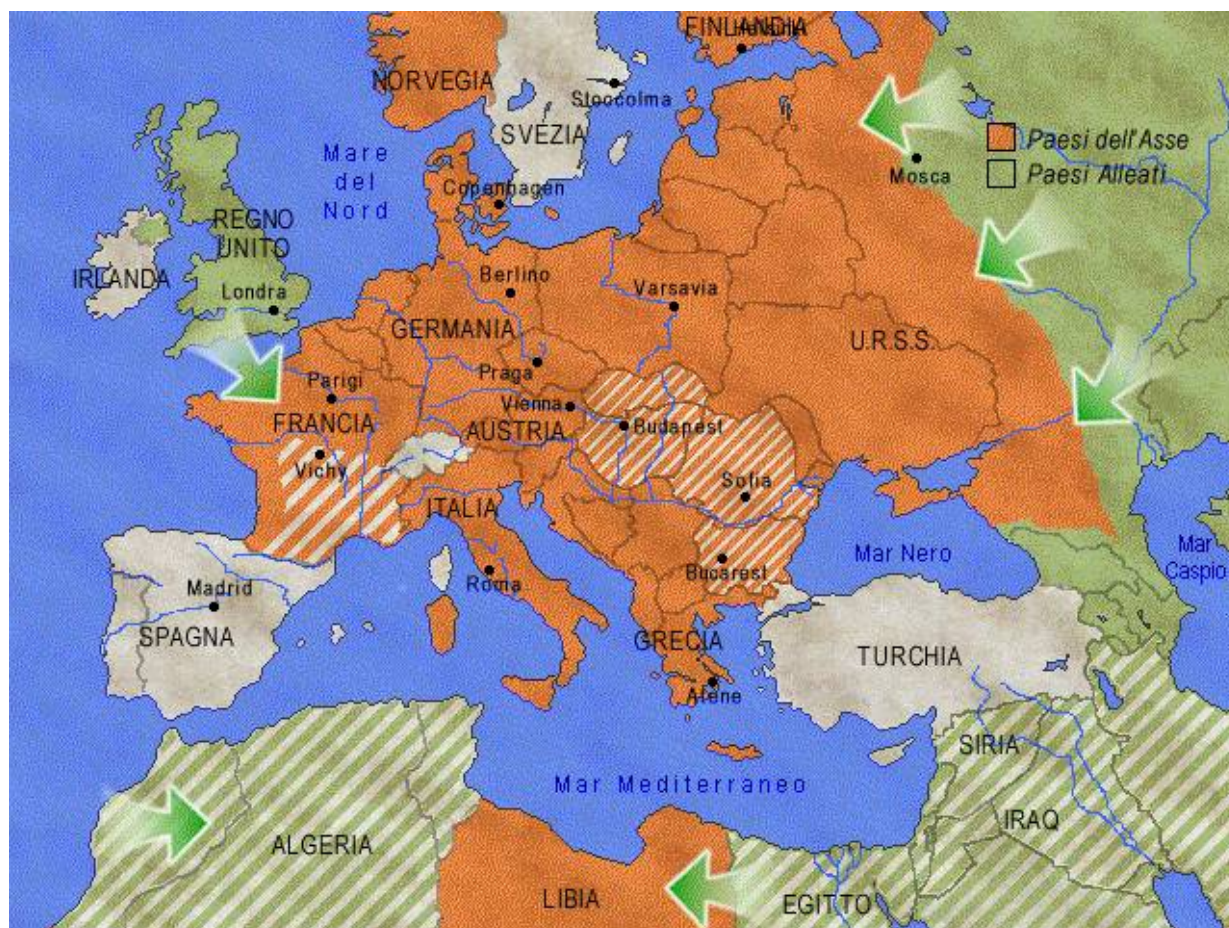 FINLANDIA
NORVEGIA
Stoccolma
SVEZIA
Mare
del
Nord
Paesi dell'Asse
Paesi Alleati
Mosca
Copenhagen
REGNO
UNITO
IRLANDA
Londra
Berlino
Varsavia
GERMANIA
U.R.S.S.
Praga
Parigi
Vienna
FRANCIA
AUSTRIA
Budapest
Vichy
Sofia
ITALIA
Mar Nero
Mar
Caspio
Bucarest
Roma
Madrid
SPAGNA
GRECIA
TURCHIA
Atene
SIRIA
Mar Mediterraneo
IRAQ
ALGERIA
LIBIA
EGITTO